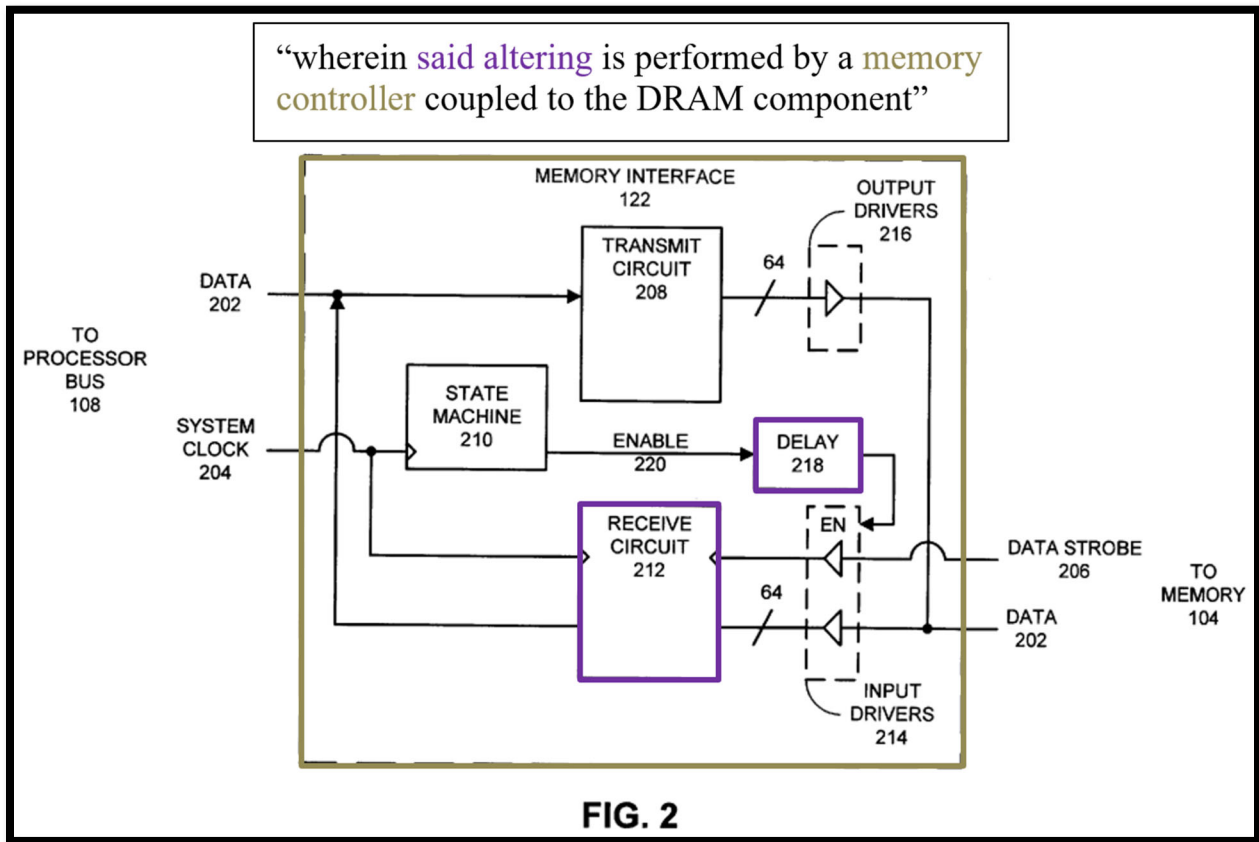 “wherein said altering is performed by a memory
controller coupled to the DRAM component”
MEMORY INTERFACE
122
OUTPUT
DRIVERS
216
TRANSMIT
CIRCUIT
208
64
DATA
202
TO
PROCESSOR
BUS
108
STATE
MACHINE
210
SYSTEM
CLOCK
204
ENABLE
220
DELAY
218
EN
RECEIVE
CIRCUIT
212
DATA STROBE
206
TO
MEMORY
104
64
DATA
202
INPUT
DRIVERS
214
FIG. 2